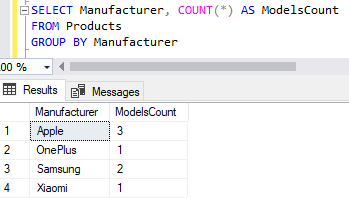 SELECT Manufacturer, COUNT(*) AS ModelsCount
FROM Products
GROUP BY Manufacturer
00 %
Results Messages
Manufacturer ModelsCount
1 Apple 3
2 OnePlus 1
3 Samsung 2
4 Xiaomi 1